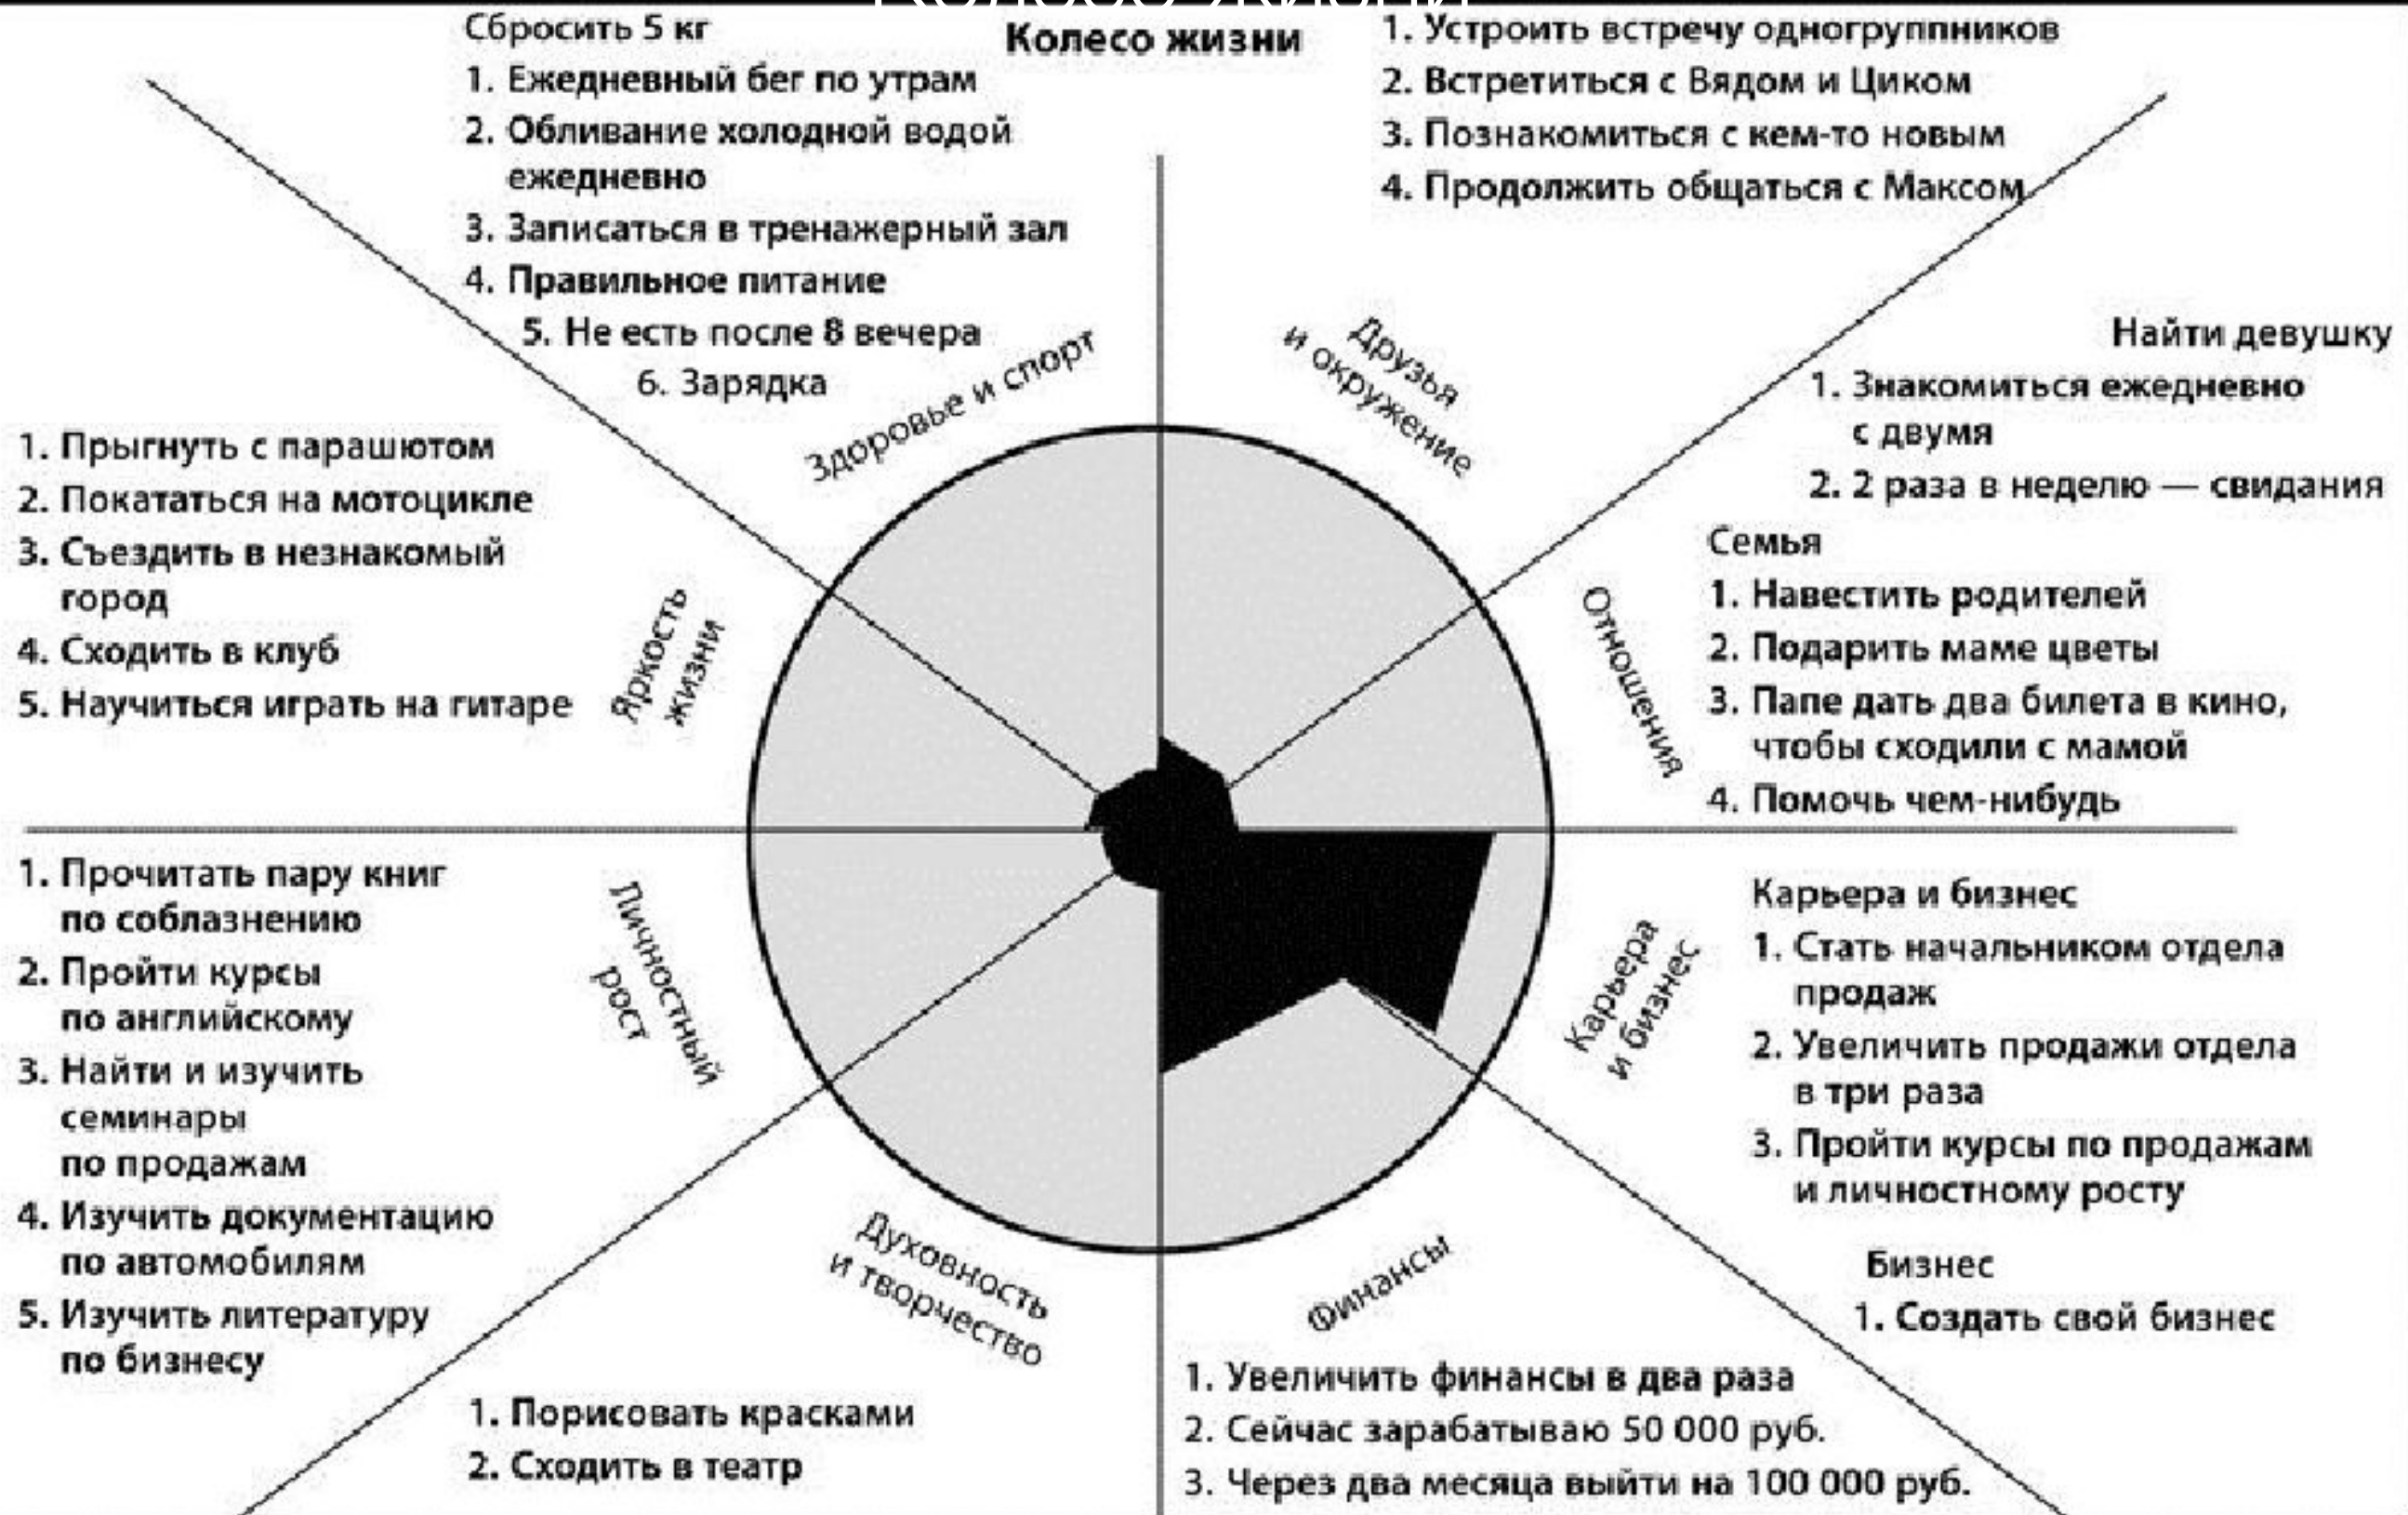 Колесо жизни
Колесо жизни
Сбросить 5 кг
1. Ежедневный бег по утрам
2. Обливание холодной водой
ежедневно
3. Записаться в тренажерный зал
4. Правильное питание
5. Не есть после 8 вечера
6. Зарядка
Здоровье и спорт
1. Устроить встречу одногруппников
2. Встретиться с Вядом и Циком
3. Познакомиться с кем-то новым
4. Продолжить общаться с Максом
Друзья
и окружение
Найти девушку
1. Знакомиться ежедневно
с двумя
2. 2 раза в неделю — свидания
Семья
1. Навестить родителей
2. Подарить маме цветы
3. Папе дать два билета в кино,
чтобы сходили с мамой
4. Помочь чем-нибудь
Отношения
1. Прыгнуть с парашютом
2. Покататься на мотоцикле
3. Съездить в незнакомый
город
4. Сходить в клуб
5. Научиться играть на гитаре
Яркость
жизни
1. Прочитать пару книг
по соблазнению
2. Пройти курсы
по английскому
3. Найти и изучить
семинары
по продажам
4. Изучить документацию
по автомобилям
5. Изучить литературу
по бизнесу
Личностный
рост
Карьера
и бизнес
Карьера и бизнес
1. Стать начальником отдела
продаж
2. Увеличить продажи отдела
в три раза
3. Пройти курсы по продажам
и личностному росту
Бизнес
1. Создать свой бизнес
Духовность
и творчество
1. Порисовать красками
2. Сходить в театр
Финансы
1. Увеличить финансы в два раза
2. Сейчас зарабатываю 50 000 руб.
3. Через два месяца выйти на 100 000 руб.